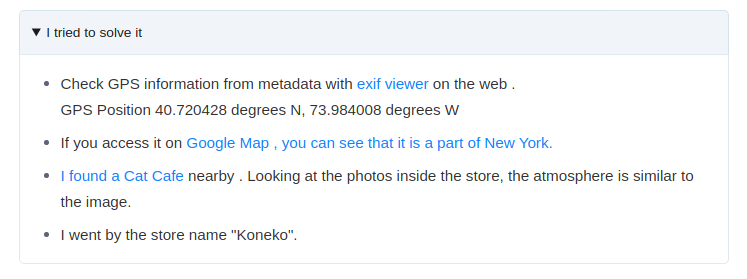 ▼ I tried to solve it
• Check GPS information from metadata with exif viewer on the web .
GPS Position 40.720428 degrees N, 73.984008 degrees W
• If you access it on Google Map , you can see that it is a part of New York.
• I found a Cat Cafe nearby . Looking at the photos inside the store, the atmosphere is similar to
the image.
• I went by the store name "Koneko".